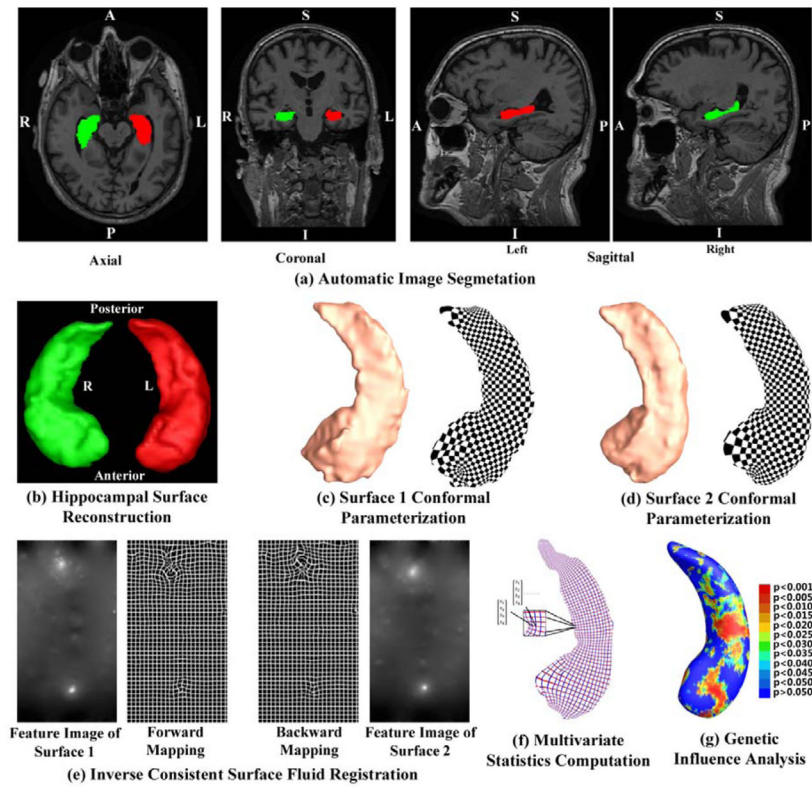 A
S
S
S
R
L
R
L
A
P
A
P
P
I
I
I
Axial
Coronal
Left
Sagittal
Right
(a) Automatic Image Segmetation
Posterior
R
L
Anterior
(b) Hippocampal Surface
Reconstruction
(c) Surface 1 Conformal
Parameterization
(d) Surface 2 Conformal
Parameterization
Feature Image of
Surface 1
Forward
Mapping
Backward
Mapping
Feature Image of
Surface 2
(e) Inverse Consistent Surface Fluid Registration
(f) Multivariate
Statistics Computation
p<0.001
p<0.005
p<0.010
p<0.015
p<0.020
p<0.030
p<0.035
p<0.040
p<0.045
p<0.050
p>0.050
(g) Genetic
Influence Analysis